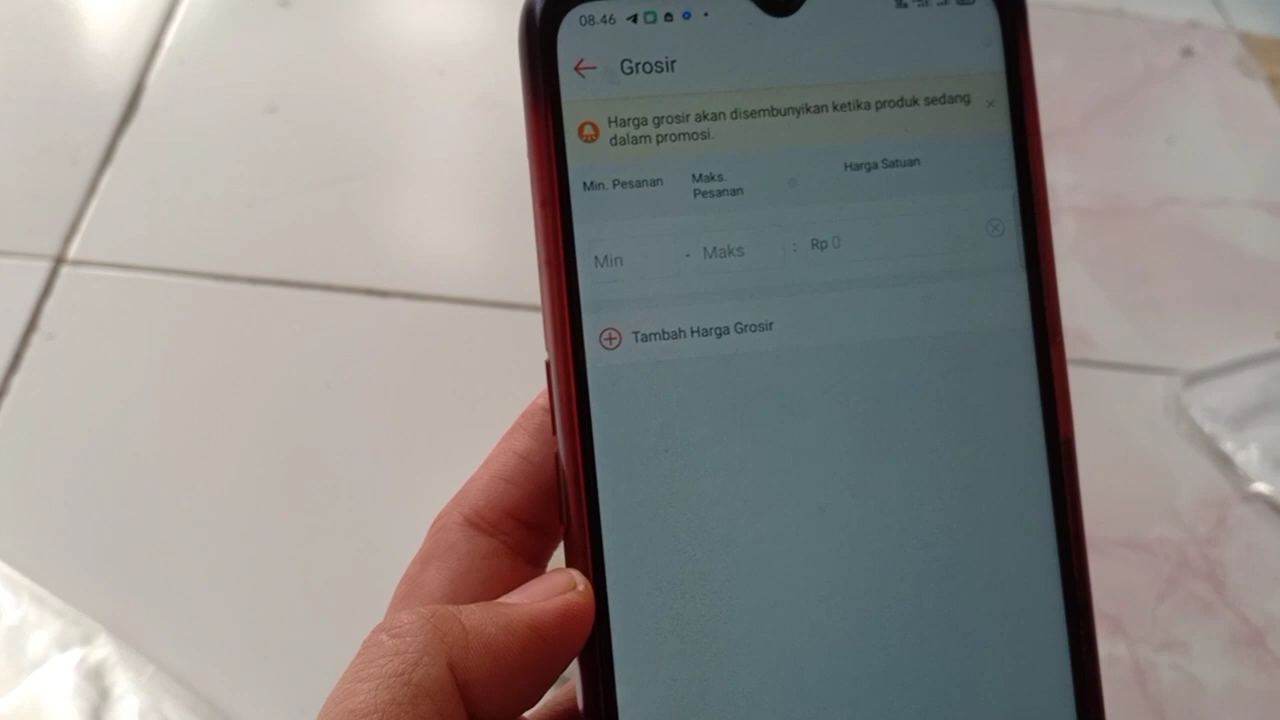 08.46
Grosir
Harga grosir akan disembunyikan ketika produk sedang
dalam promosi.
Min. Pesanan
Maks.
Pesanan
Harga Satuan
Min - Maks : Rp 0
Tambah Harga Grosir